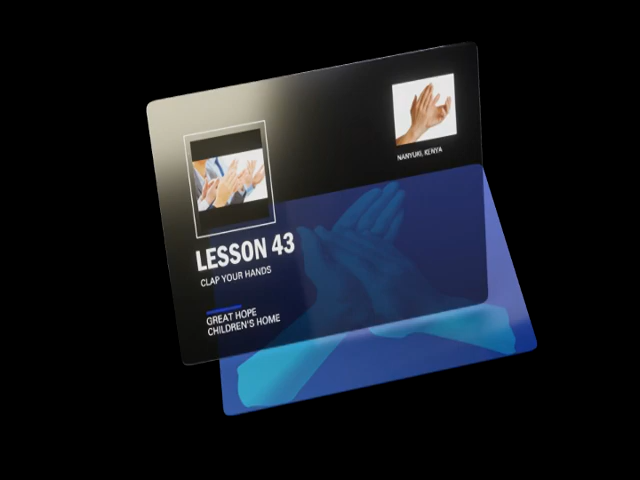 NANYUKI, KENYA
LESSON 43
CLAP YOUR HANDS
GREAT HOPE
CHILDREN'S HOME